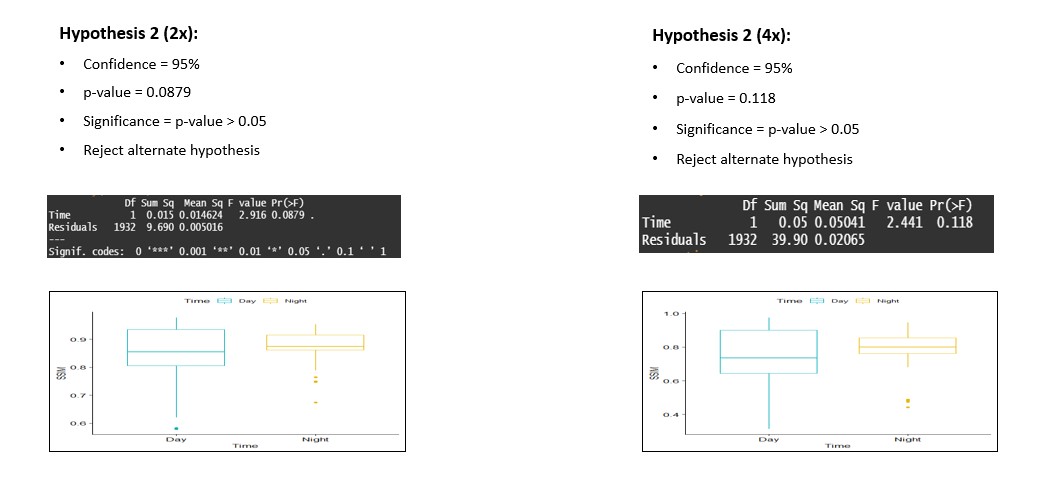 Hypothesis 2 (2x):
• Confidence = 95%
• p-value = 0.0879
• Significance = p-value > 0.05
• Reject alternate hypothesis
Df Sum Sq Mean Sq F value Pr(>F)
Time 1 0.015 0.014624 2.916 0.0879 .
Residuals 1932 9.690 0.005016
---
Signif. codes: 0 '***' 0.001 '**' 0.01 '*' 0.05 '.' 0.1 ' ' 1
Time Day Night
0.9
0.8
0.7
0.6
SSM
Day Night
Time
Hypothesis 2 (4x):
• Confidence = 95%
• p-value = 0.118
• Significance = p-value > 0.05
• Reject alternate hypothesis
Df Sum Sq Mean Sq F value Pr(>F)
Time 1 0.05 0.05041 2.441 0.118
Residuals 1932 39.90 0.02065
Time Day Night
1.0
0.8
0.6
0.4
SSM
Day Night
Time